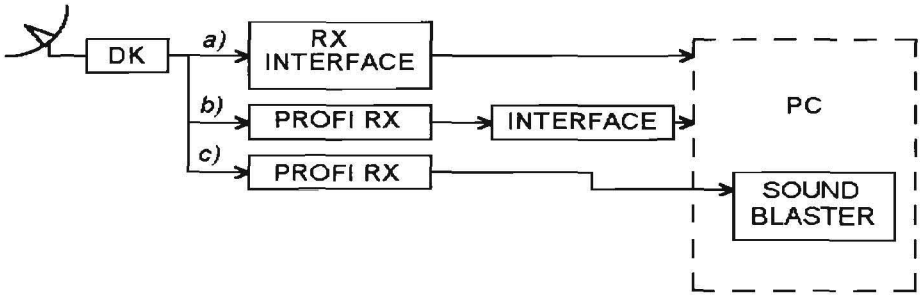 DK
a)
RX
INTERFACE
b)
PROFI RX
INTERFACE
c)
PROFI RX
PC
SOUND
BLASTER